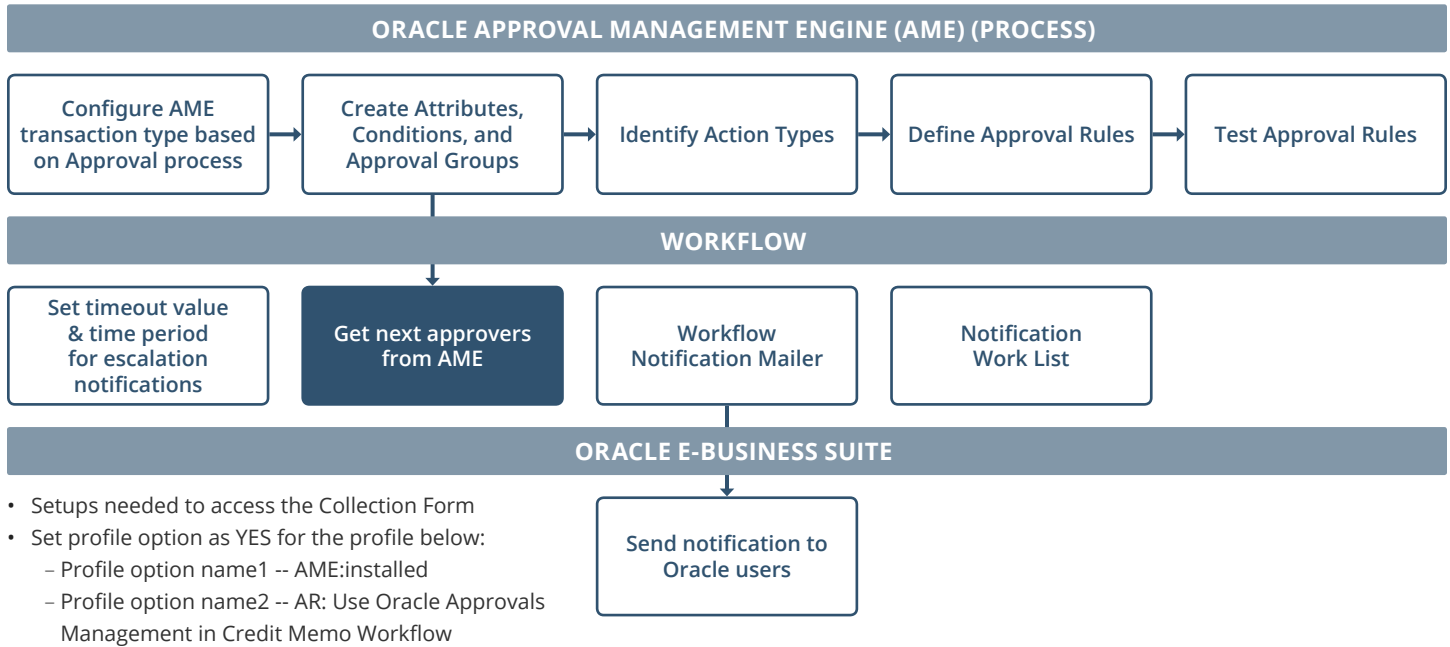 ORACLE APPROVAL MANAGEMENT ENGINE (AME) (PROCESS)
Configure AME
transaction type based
on Approval process
Create Attributes,
Conditions, and
Approval Groups
Identify Action Types
Define Approval Rules
Test Approval Rules
WORKFLOW
Set timeout value
& time period
for escalation
notifications
Get next approvers
from AME
Workflow
Notification Mailer
Notification
Work List
ORACLE E-BUSINESS SUITE
• Setups needed to access the Collection Form
• Set profile option as YES for the profile below:
– Profile option name1 -- AME:installed
– Profile option name2 -- AR: Use Oracle Approvals
Management in Credit Memo Workflow
Send notification to
Oracle users